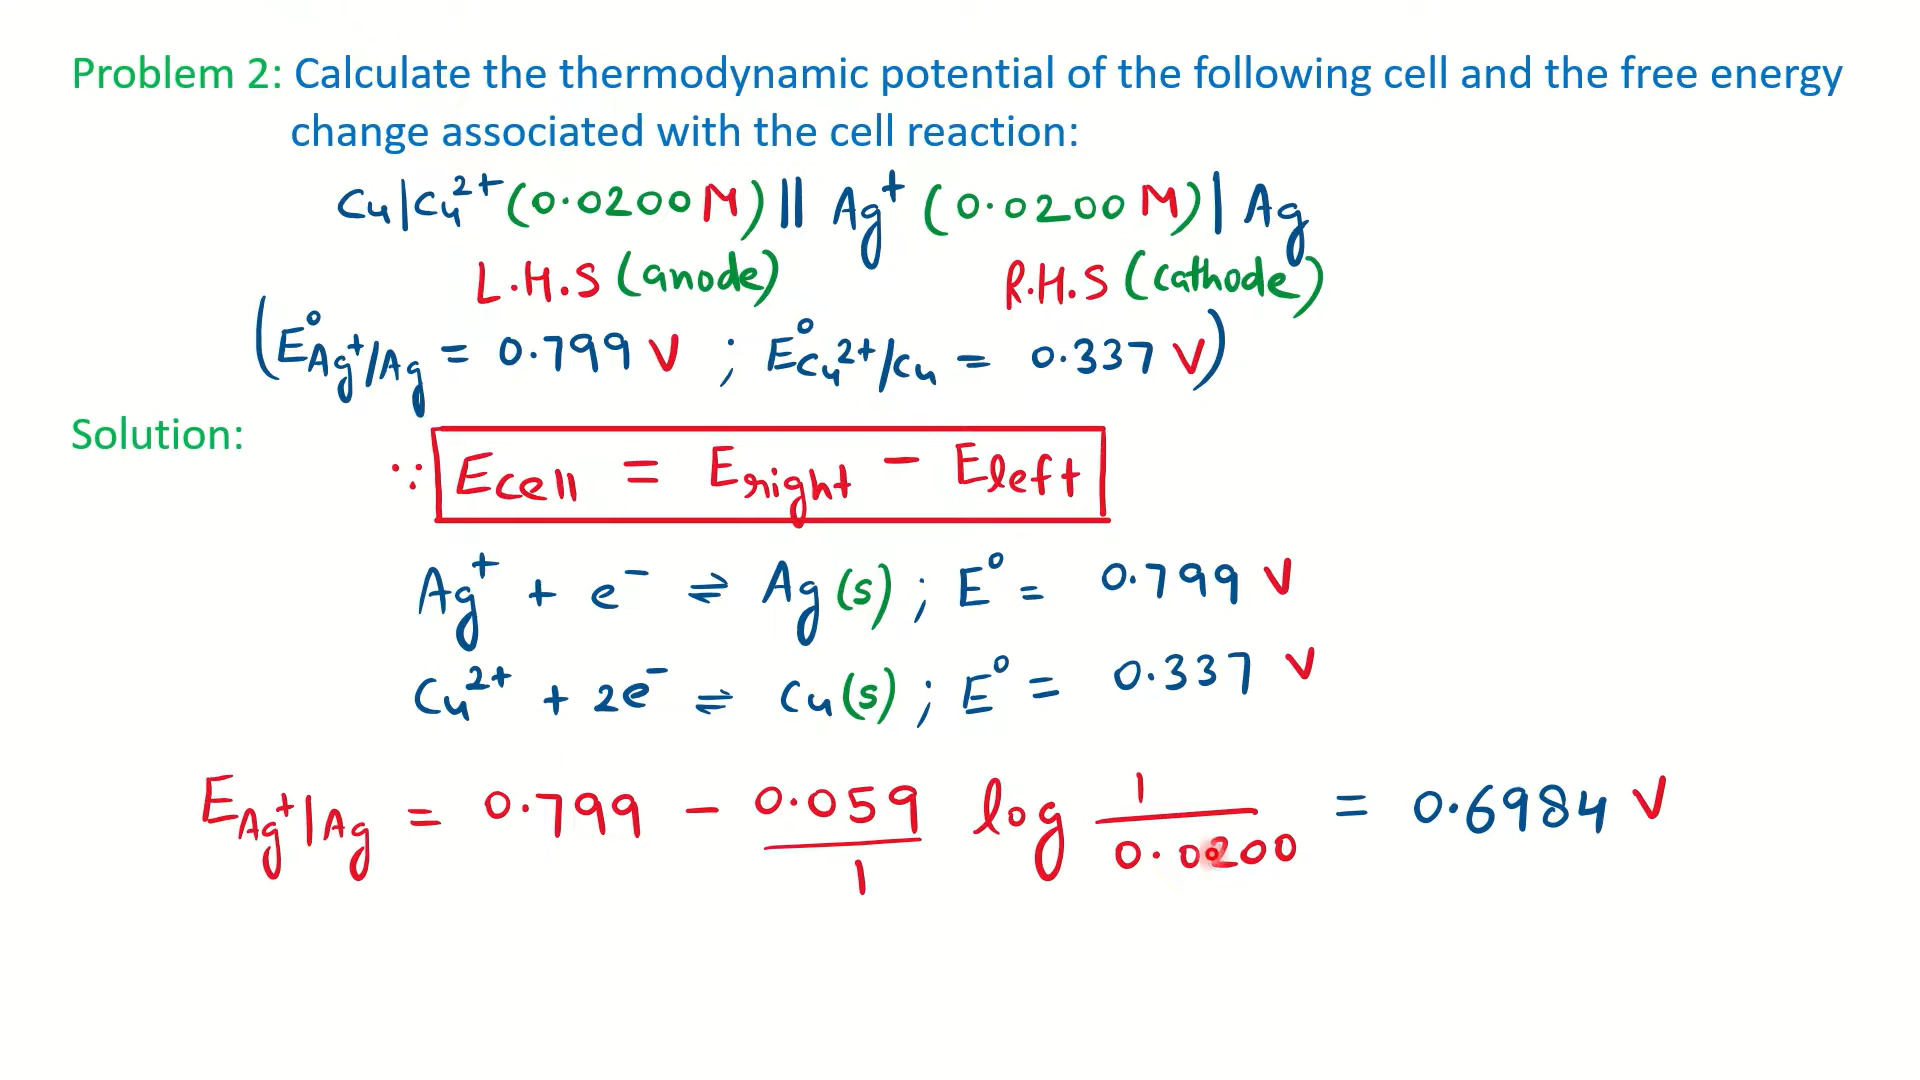 Problem 2: Calculate the thermodynamic potential of the following cell and the free energy
change associated with the cell reaction:
Cu|Cu²⁺ (0.0200 M) || Ag⁺ (0.0200 M) | Ag
L.H.S (anode) R.H.S (cathode)
(E°Ag⁺/Ag = 0.799 V ; E°Cu²⁺/Cu = 0.337 V)
Solution:
∵ Ecell = Eright - Eleft
Ag⁺ + e⁻ ⇌ Ag(s) ; E° = 0.799 V
Cu²⁺ + 2e⁻ ⇌ Cu(s) ; E° = 0.337 V
EAg⁺|Ag = 0.799 - 0.059/1 log 1/0.0200 = 0.6984 V